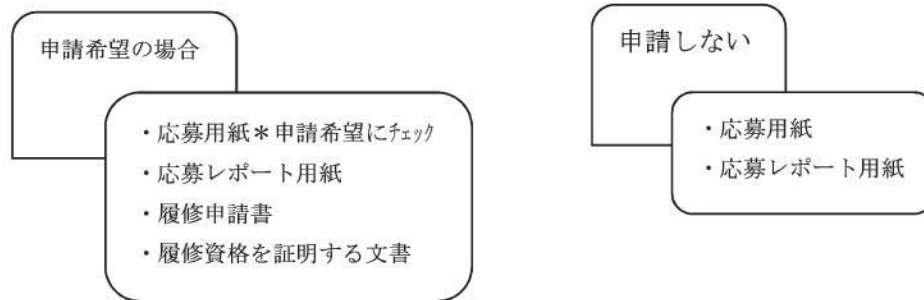 申請希望の場合
・応募用紙＊申請希望にﾁｪｯｸ
・応募レポート用紙
・履修申請書
・履修資格を証明する文書
申請しない
・応募用紙
・応募レポート用紙